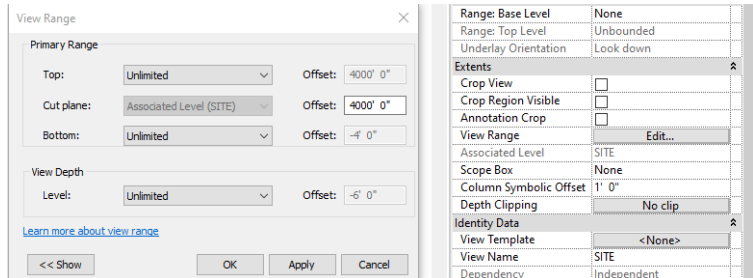 View Range
Primary Range
Top: Unlimited Offset: 4000' 0"
Cut plane: Associated Level (SITE) Offset: 4000' 0"
Bottom: Unlimited Offset: -4' 0"
View Depth
Level: Unlimited Offset: -6' 0"
Learn more about view range
<< Show OK Apply Cancel
Range: Base Level None
Range: Top Level Unbounded
Underlay Orientation Look down
Extents
Crop View
Crop Region Visible
Annotation Crop
View Range Edit...
Associated Level SITE
Scope Box None
Column Symbolic Offset 1' 0"
Depth Clipping No clip
Identity Data
View Template <None>
View Name SITE
Dependency Independent